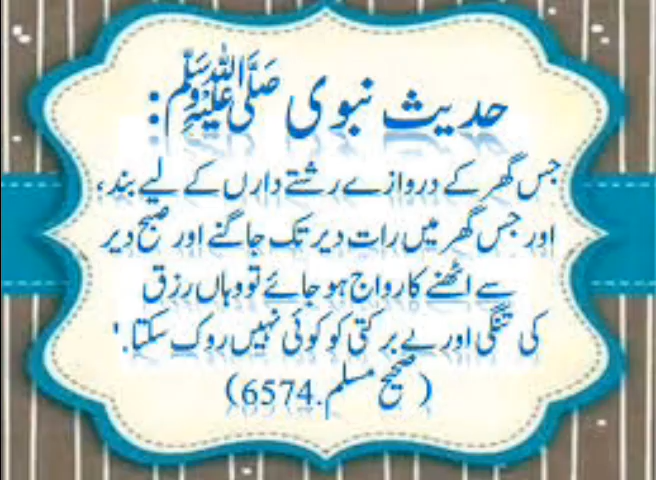 حدیث نبوی صَلَّى اللّٰهُ عَلَيْهِ وَسَلَّم:
جس گھر کے دروازے رشتے دارں کے لیے بند،
اور جس گھر میں رات دیر تک جاگنے اور صبح دیر
سے اٹھنے کا رواج ہو جائے تو وہاں رزق
کی تنگی اور بے برکتی کو کوئی نہیں روک سکتا.'
(صحیح مسلم.6574)